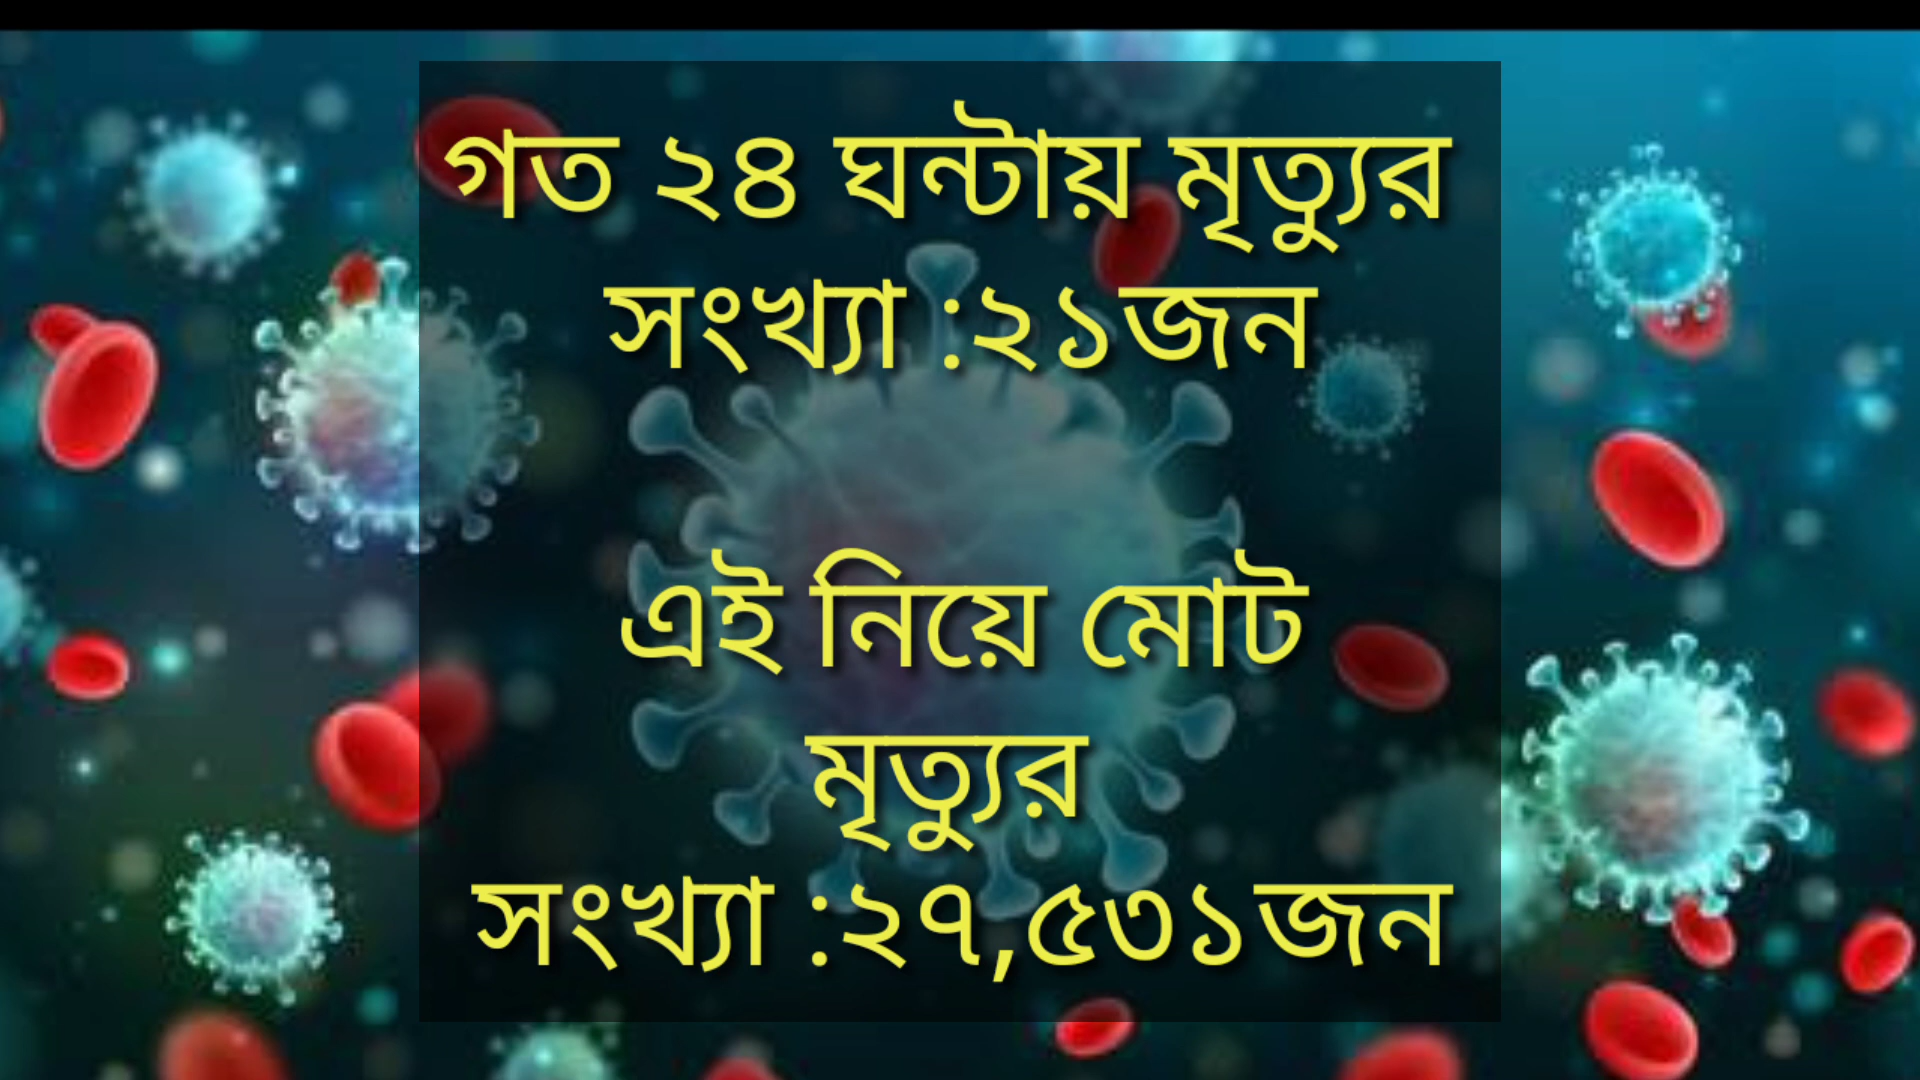 গত ২৪ ঘন্টায় মৃত্যুর
সংখ্যা :২১জন
এই নিয়ে মোট
মৃত্যুর
সংখ্যা :২৭,৫৩১জন